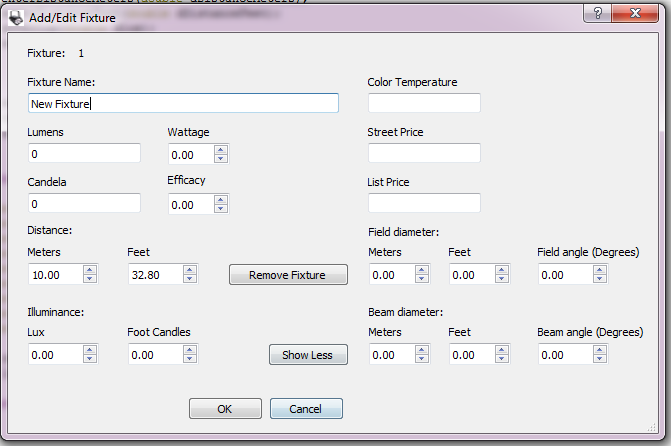 Add/Edit Fixture
Fixture: 1
Fixture Name:
Color Temperature
New Fixture
Lumens
Wattage
Street Price
0
0.00
Candela
Efficacy
List Price
0
0.00
Distance:
Field diameter:
Meters
Feet
Meters
Feet
Field angle (Degrees)
10.00
32.80
Remove Fixture
0.00
0.00
0.00
Illuminance:
Beam diameter:
Lux
Foot Candles
Meters
Feet
Beam angle (Degrees)
0.00
0.00
Show Less
0.00
0.00
0.00
OK
Cancel